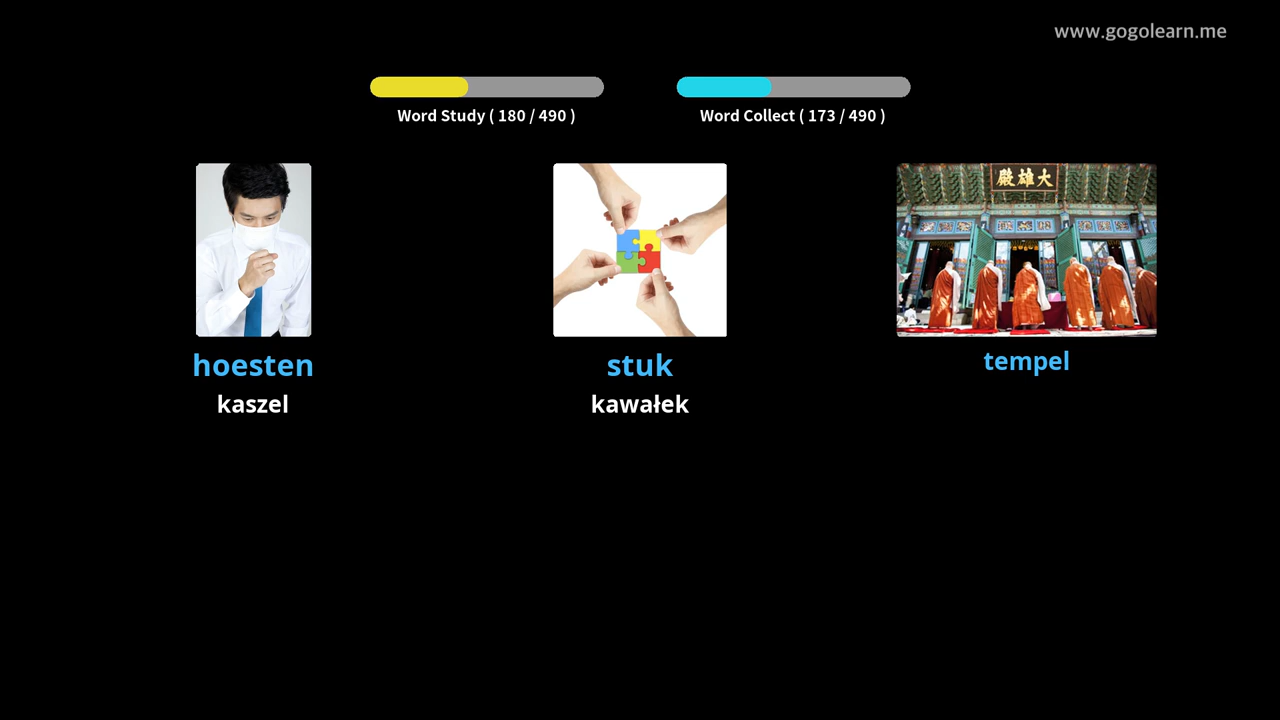 www.gogolearn.me
Word Study ( 180 / 490 )
Word Collect ( 173 / 490 )
殿雄大
hoesten
stuk
tempel
kaszel
kawałek